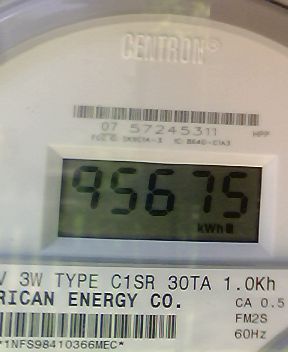 CENTRON®
07 57245311 HPP
95675
kWh
V 3W TYPE C1SR 30TA 1.0Kh
RICAN ENERGY CO. CA 0.5
FM2S
60Hz
*1NFS98410366MEC*